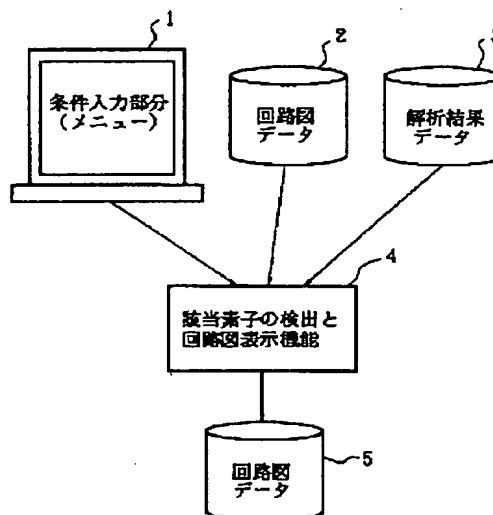 1
2
条件入力部分
(メニュー)
回路図
データ
解析結果
データ
4
該当素子の検出と
回路図表示機能
5
回路図
データ